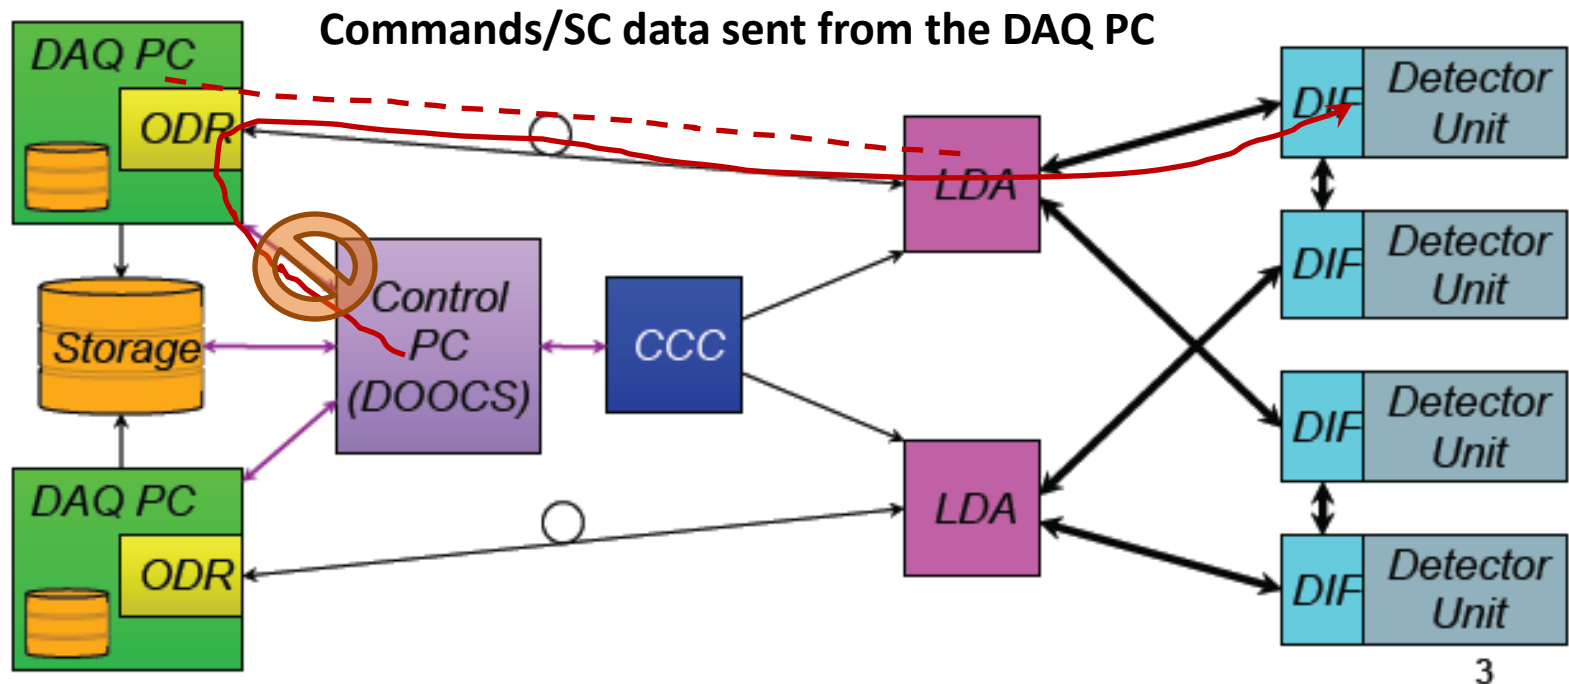 Commands/SC data sent from the DAQ PC
DAQ PC
ODR
Storage
DAQ PC
ODR
Control
PC
(DOOCS)
CCC
LDA
LDA
DIF
Detector
Unit
DIF
Detector
Unit
DIF
Detector
Unit
DIF
Detector
Unit
3